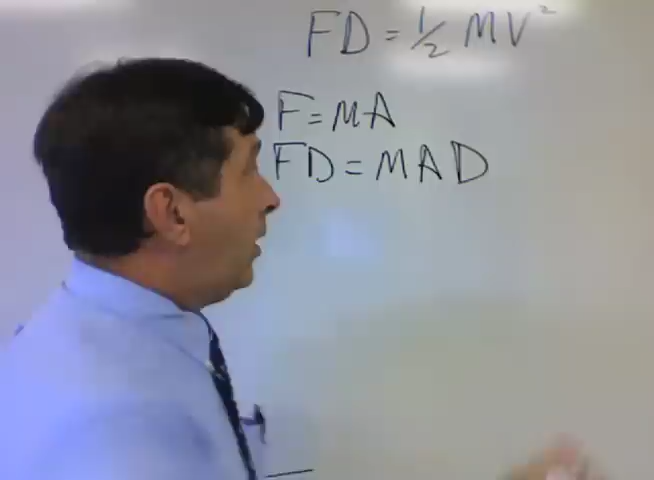 FD = 1/2 MV²
F = MA
FD = MAD